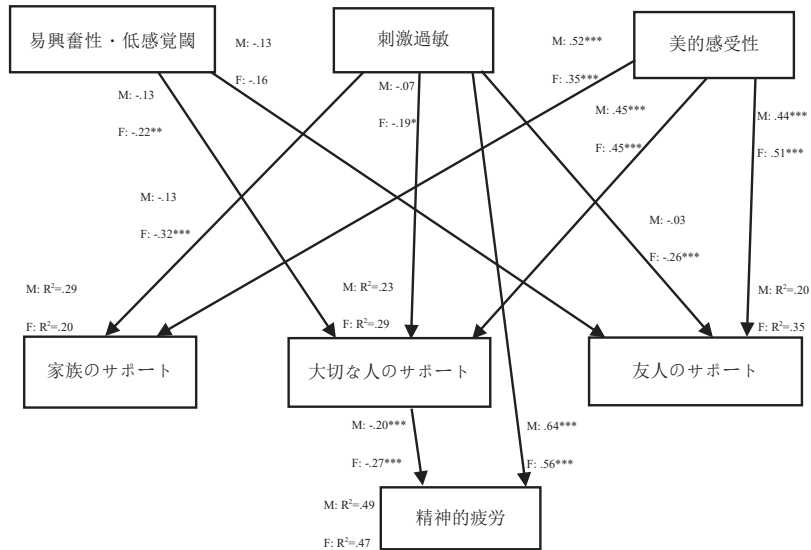 易興奮性・低感覚閾
刺激過敏
美的感受性
M: -.13
F: -.16
M: -.13
F: -.22**
M: -.07
F: -.19*
M: .52***
F: .35***
M: .45***
F: .45***
M: .44***
F: .51***
M: -.13
F: -.32***
M: -.03
F: -.26***
M: R²=.29
F: R²=.20
M: R²=.23
F: R²=.29
M: R²=.20
F: R²=.35
家族のサポート
大切な人のサポート
友人のサポート
M: -.20***
F: -.27***
M: .64***
F: .56***
M: R²=.49
F: R²=.47
精神的疲労